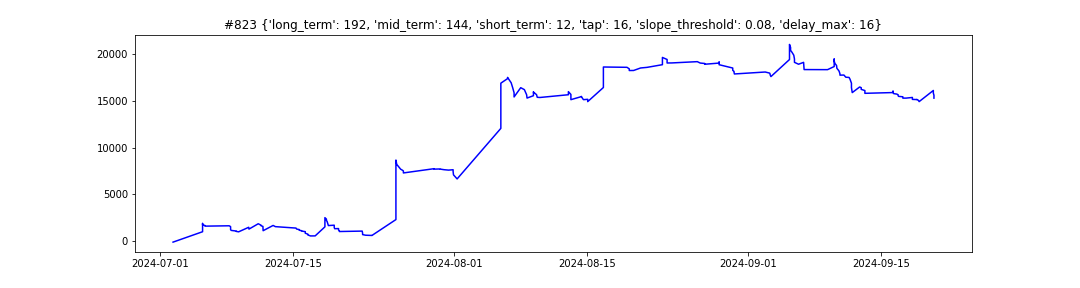 #823 {'long_term': 192, 'mid_term': 144, 'short_term': 12, 'tap': 16, 'slope_threshold': 0.08, 'delay_max': 16}
20000
15000
10000
5000
0
2024-07-01 2024-07-15 2024-08-01 2024-08-15 2024-09-01 2024-09-15